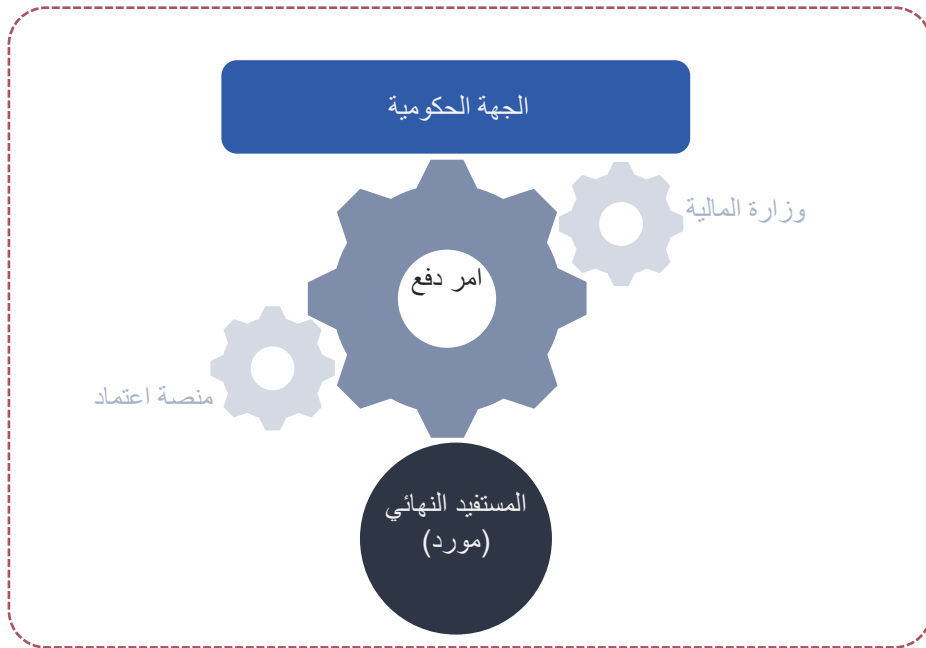 الجهة الحكومية
وزارة المالية
امر دفع
منصة اعتماد
المستفيد النهائي
(مورد)